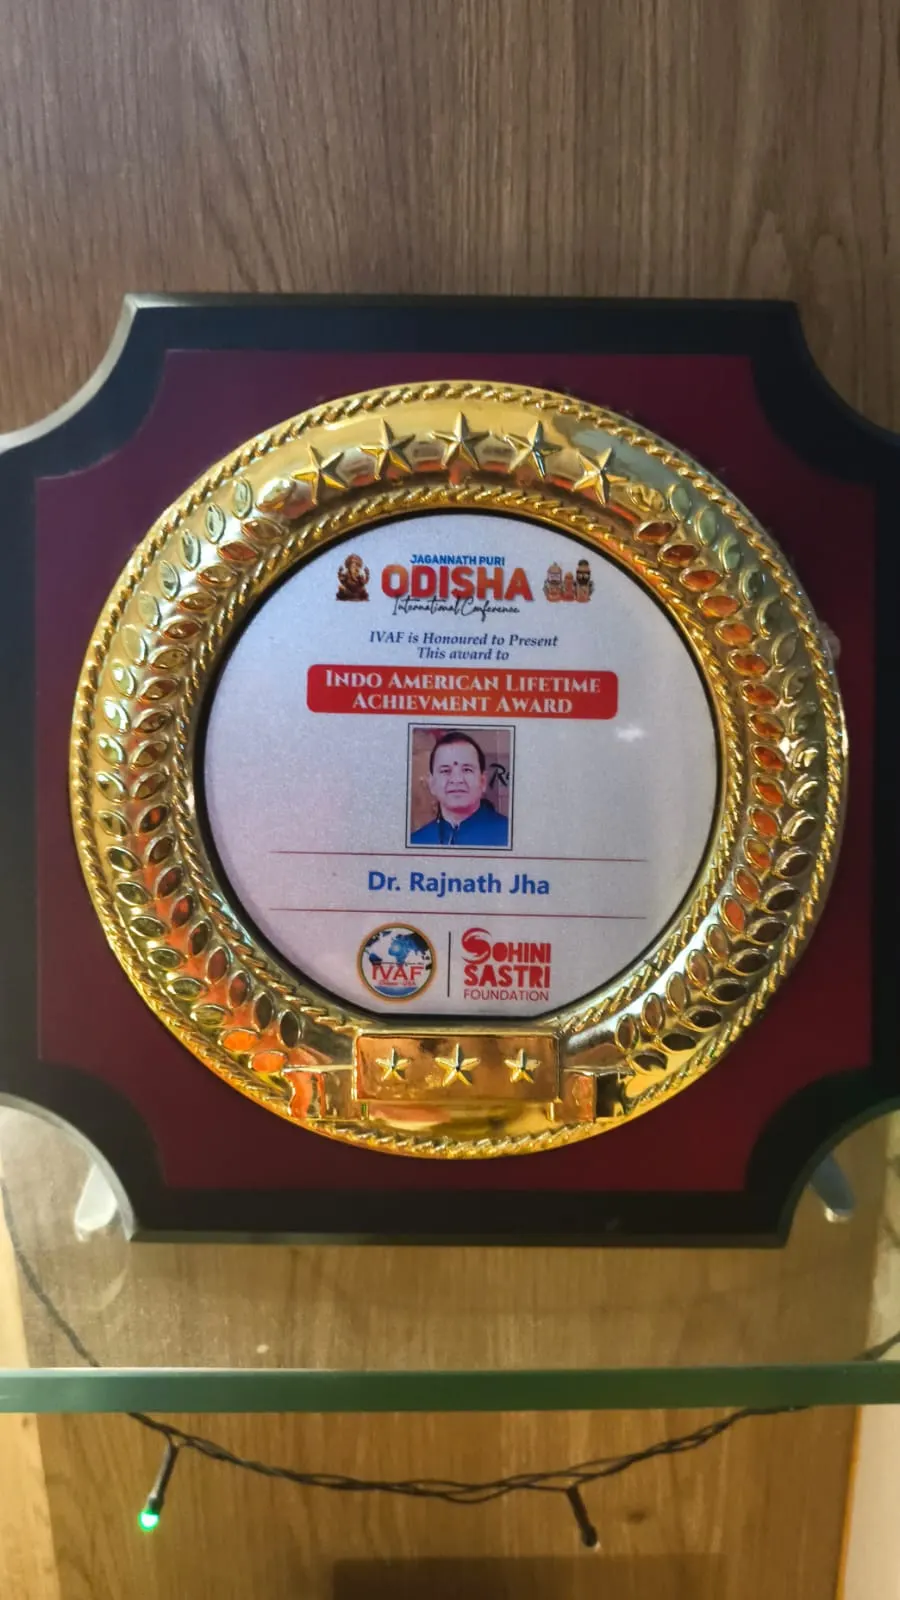 JAGANNATH PURI
ODISHA
International Conference
IVAF is Honoured to Present
This award to
INDO AMERICAN LIFETIME
ACHIEVMENT AWARD
Dr. Rajnath Jha
IVAF
SOHINI
SASTRI
FOUNDATION